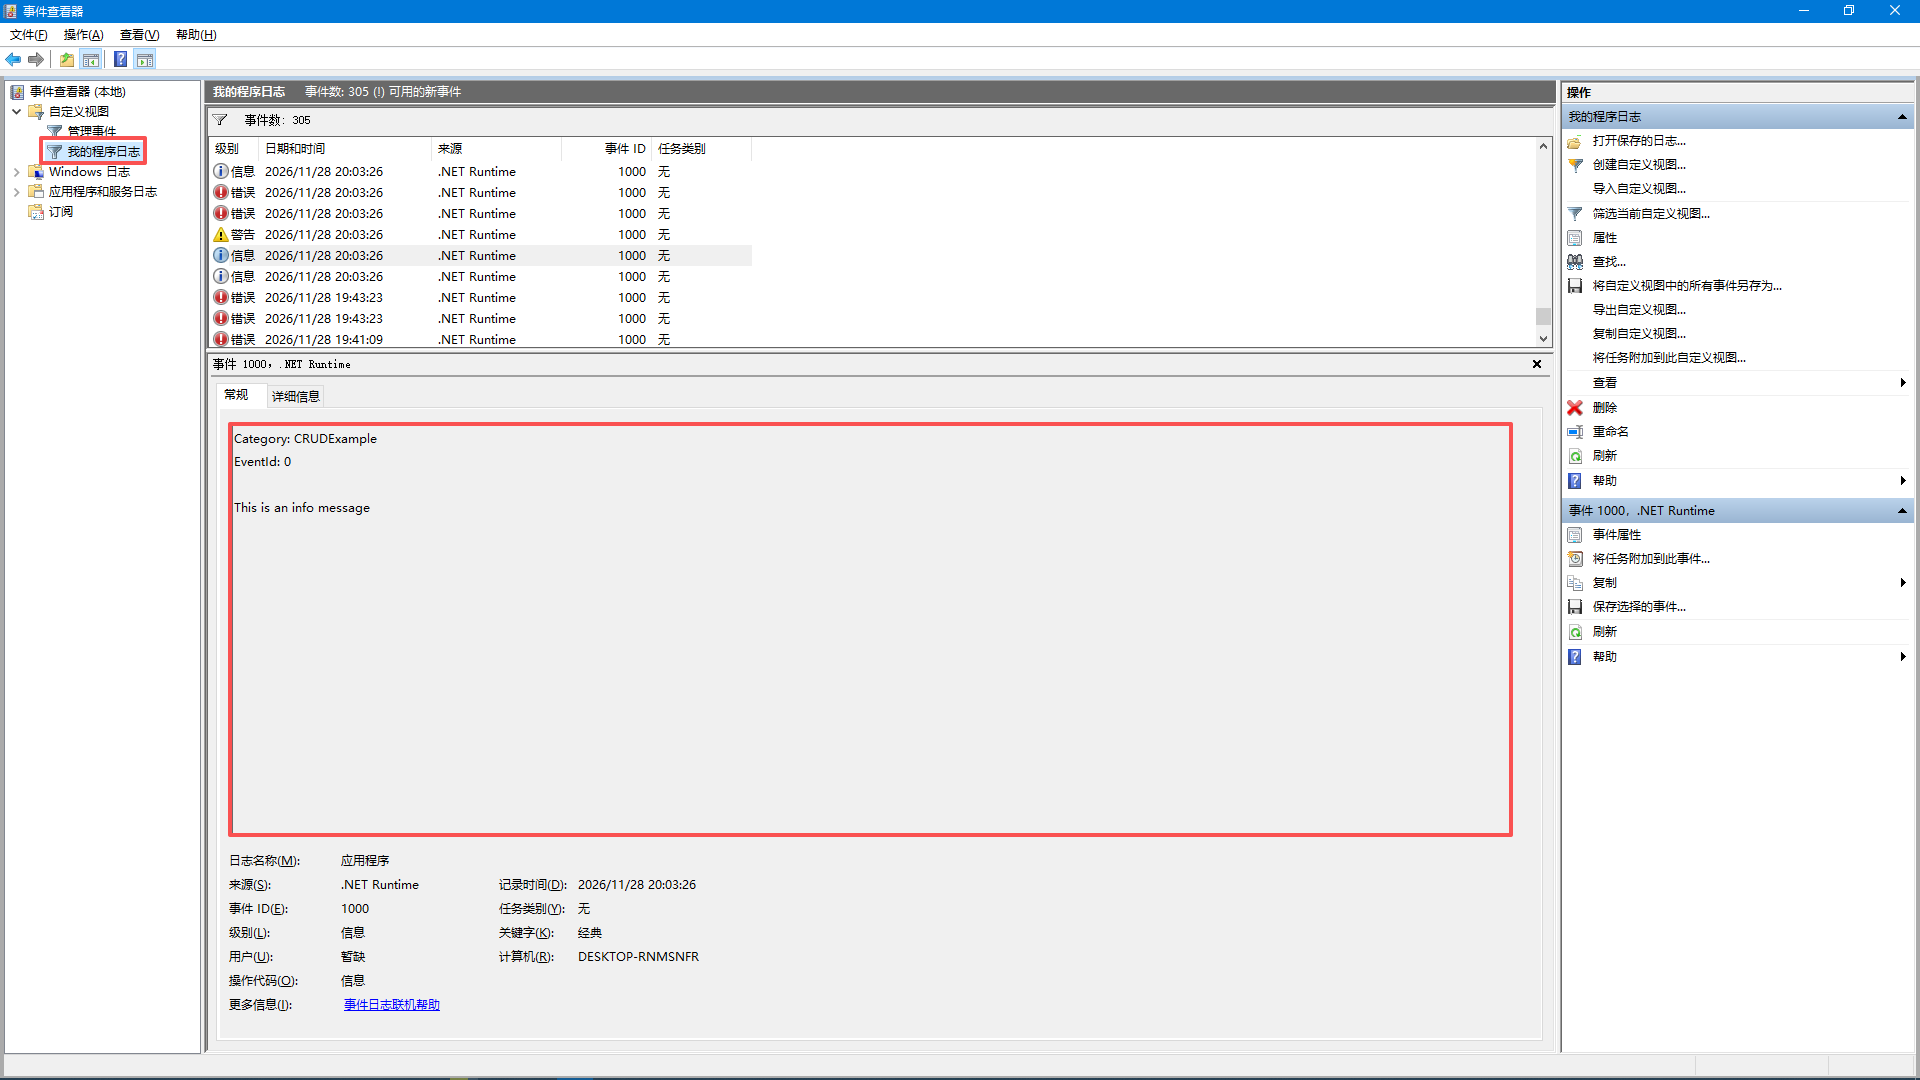 事件查看器
文件(F) 操作(A) 查看(V) 帮助(H)
事件查看器 (本地)
自定义视图
管理事件
我的程序日志
Windows 日志
应用程序和服务日志
订阅
我的程序日志 事件数: 305 (!) 可用的新事件
事件数: 305
级别 日期和时间 来源 事件 ID 任务类别
信息 2026/11/28 20:03:26 .NET Runtime 1000 无
错误 2026/11/28 20:03:26 .NET Runtime 1000 无
错误 2026/11/28 20:03:26 .NET Runtime 1000 无
警告 2026/11/28 20:03:26 .NET Runtime 1000 无
信息 2026/11/28 20:03:26 .NET Runtime 1000 无
信息 2026/11/28 20:03:26 .NET Runtime 1000 无
错误 2026/11/28 19:43:23 .NET Runtime 1000 无
错误 2026/11/28 19:43:23 .NET Runtime 1000 无
错误 2026/11/28 19:41:09 .NET Runtime 1000 无
事件 1000，.NET Runtime
常规 详细信息
Category: CRUDExample
EventId: 0
This is an info message
日志名称(M): 应用程序
来源(S): .NET Runtime 记录时间(D): 2026/11/28 20:03:26
事件 ID(E): 1000 任务类别(Y): 无
级别(L): 信息 关键字(K): 经典
用户(U): 暂缺 计算机(R): DESKTOP-RNMSNFR
操作代码(O): 信息
更多信息(I): 事件日志联机帮助
操作
我的程序日志
打开保存的日志...
创建自定义视图...
导入自定义视图...
筛选当前自定义视图...
属性
查找...
将自定义视图中的所有事件另存为...
导出自定义视图...
复制自定义视图...
将任务附加到此自定义视图...
查看
删除
重命名
刷新
帮助
事件 1000，.NET Runtime
事件属性
将任务附加到此事件...
复制
保存选择的事件...
刷新
帮助